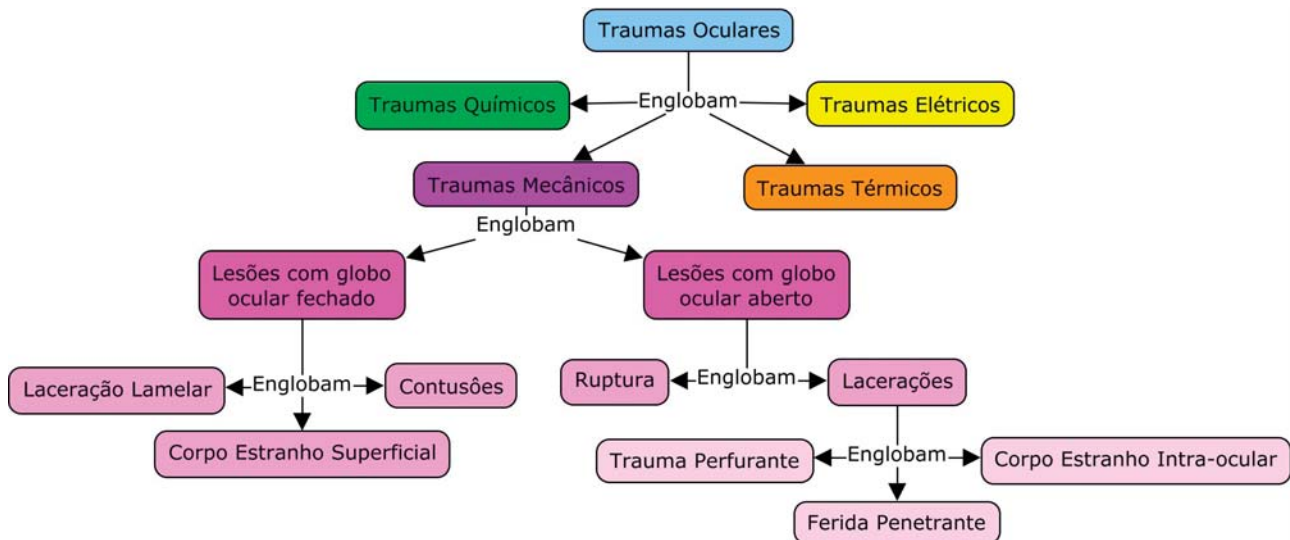 Traumas Oculares
Traumas Químicos
Englobam
Traumas Elétricos
Traumas Mecânicos
Traumas Térmicos
Englobam
Lesões com globo
ocular fechado
Lesões com globo
ocular aberto
Laceração Lamelar
Englobam
Contusôes
Corpo Estranho Superficial
Ruptura
Englobam
Lacerações
Trauma Perfurante
Englobam
Corpo Estranho Intra-ocular
Ferida Penetrante